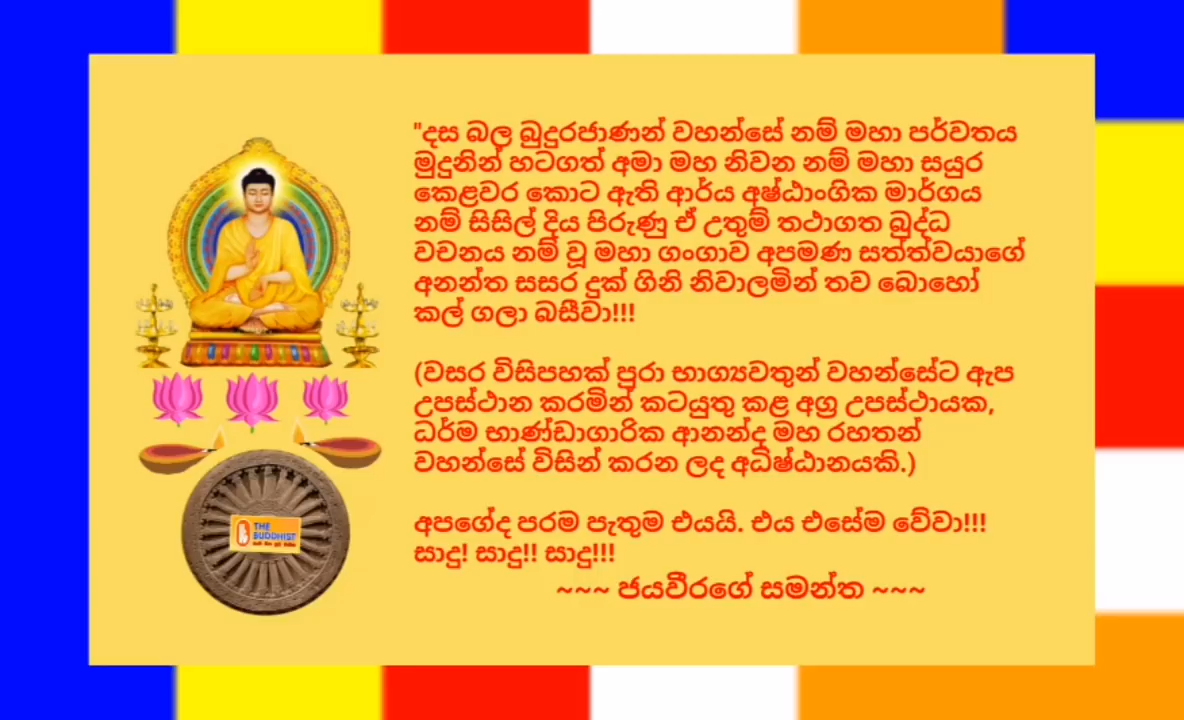 "දස බල බුදුරජාණන් වහන්සේ නම් මහා පර්වතය
මුදුනින් හටගත් අමා මහ නිවන නම් මහා සයුර
කෙළවර කොට ඇති ආර්ය අෂ්ඨාංගික මාර්ගය
නම් සිසිල් දිය පිරුණු ඒ උතුම් තථාගත බුද්ධ
වචනය නම් වූ මහා ගංගාව අපමණ සත්ත්වයාගේ
අනන්ත සසර දුක් ගිනි නිවාලමින් තව බොහෝ
කල් ගලා බසීවා!!!
(වසර විසිපහක් පුරා භාග්‍යවතුන් වහන්සේට ඇප
උපස්ථාන කරමින් කටයුතු කළ අග්‍ර උපස්ථායක,
ධර්ම භාණ්ඩාගාරික ආනන්ද මහ රහතන්
වහන්සේ විසින් කරන ලද අධිෂ්ඨානයකි.)
අපගේද පරම පැතුම එයයි. එය එසේම වේවා!!!
සාදු! සාදු!! සාදු!!!
~~~ ජයවීරගේ සමන්ත ~~~
THE
BUDDHIST